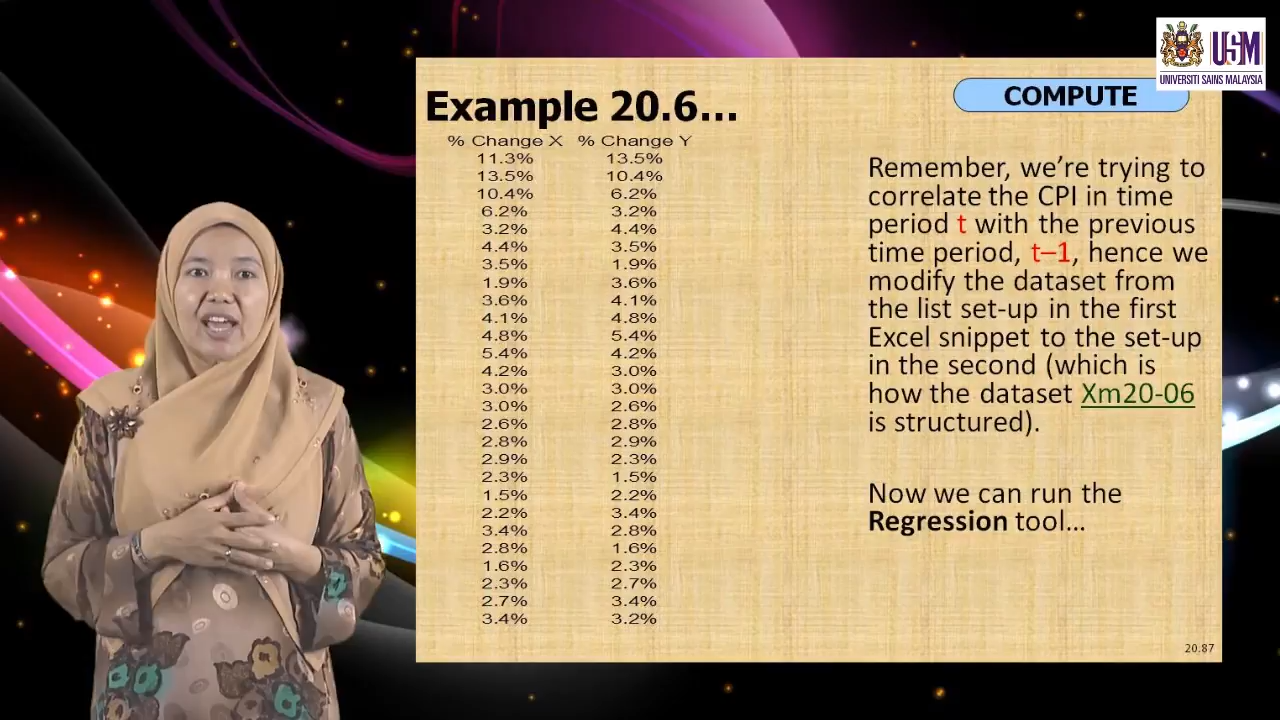 USM
UNIVERSITI SAINS MALAYSIA
COMPUTE
Example 20.6...
% Change X % Change Y
11.3% 13.5%
13.5% 10.4%
10.4% 6.2%
6.2% 3.2%
3.2% 4.4%
4.4% 3.5%
3.5% 1.9%
1.9% 3.6%
3.6% 4.1%
4.1% 4.8%
4.8% 5.4%
5.4% 4.2%
4.2% 3.0%
3.0% 3.0%
3.0% 2.6%
2.6% 2.8%
2.8% 2.9%
2.9% 2.3%
2.3% 1.5%
1.5% 2.2%
2.2% 3.4%
3.4% 2.8%
2.8% 1.6%
1.6% 2.3%
2.3% 2.7%
2.7% 3.4%
3.4% 3.2%
Remember, we’re trying to
correlate the CPI in time
period t with the previous
time period, t–1, hence we
modify the dataset from
the list set-up in the first
Excel snippet to the set-up
in the second (which is
how the dataset Xm20-06
is structured).
Now we can run the
Regression tool…
20.87